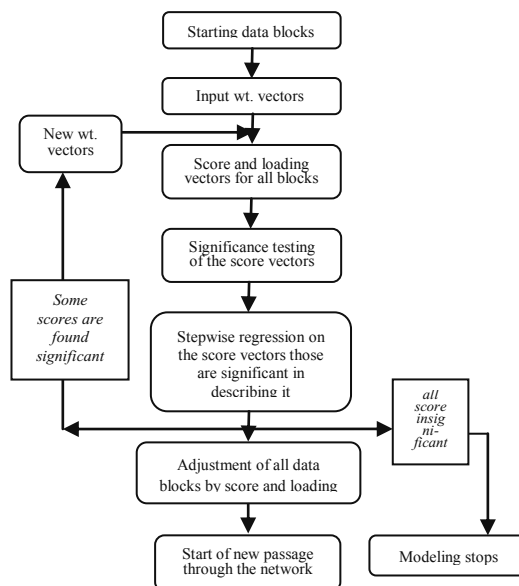 Starting data blocks
Input wt. vectors
New wt.
vectors
Score and loading
vectors for all blocks
Significance testing
of the score vectors
Some
scores are
found
significant
Stepwise regression on
the score vectors those
are significant in
describing it
all
score
insig
ni-
ficant
Adjustment of all data
blocks by score and loading
Start of new passage
through the network
Modeling stops